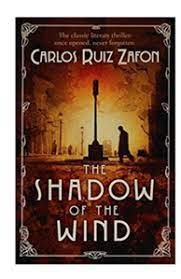 The classic literary thriller:
once opened, never forgotten.
CARLOS RUIZ ZAFON
THE
SHADOW
OF THE
WIND